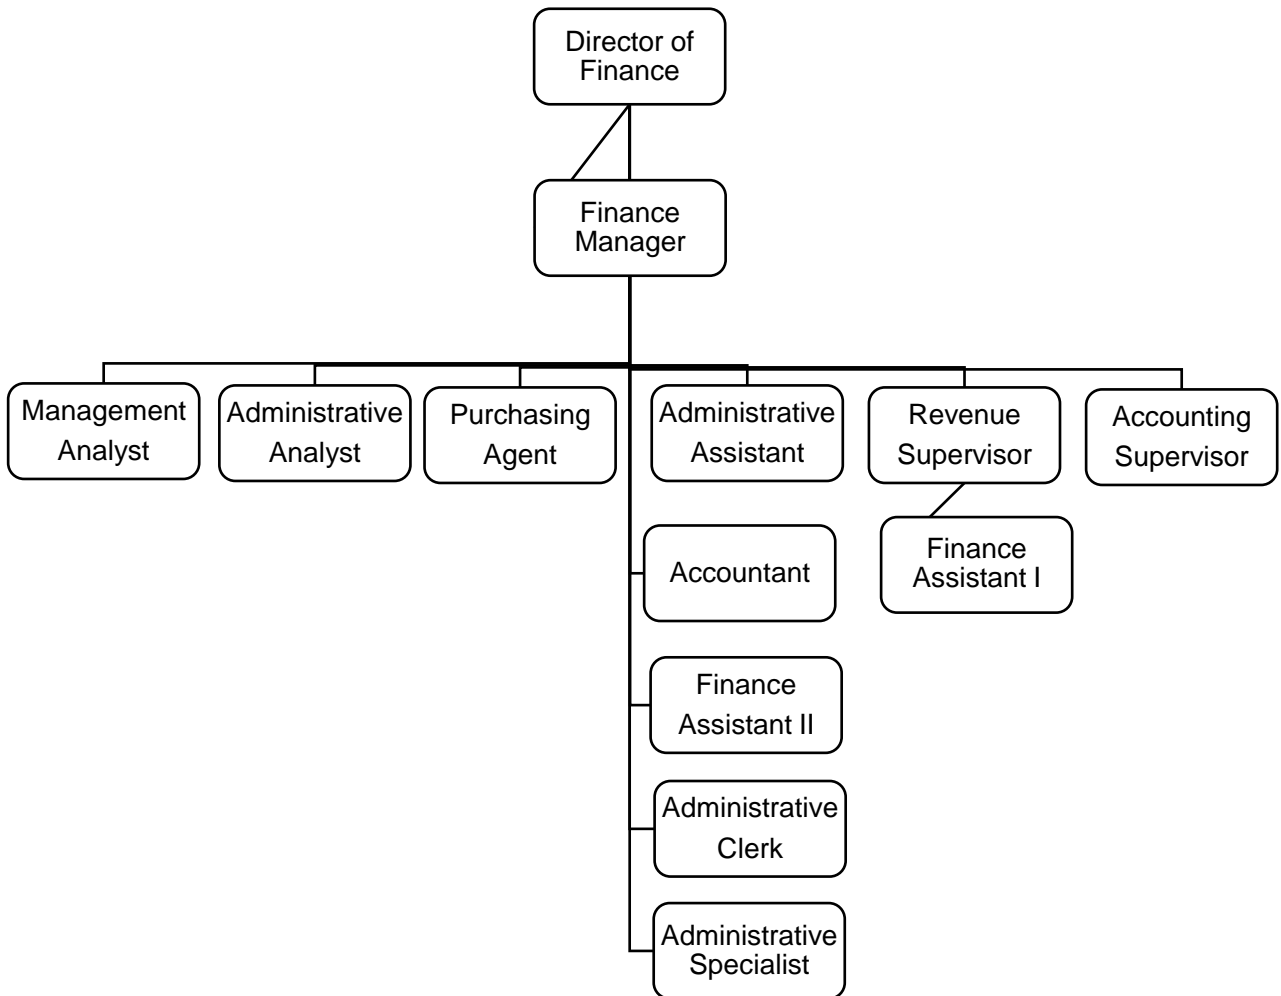 Director of
Finance
Finance
Manager
Management
Analyst
Administrative
Analyst
Purchasing
Agent
Administrative
Assistant
Revenue
Supervisor
Accounting
Supervisor
Accountant
Finance
Assistant I
Finance
Assistant II
Administrative
Clerk
Administrative
Specialist